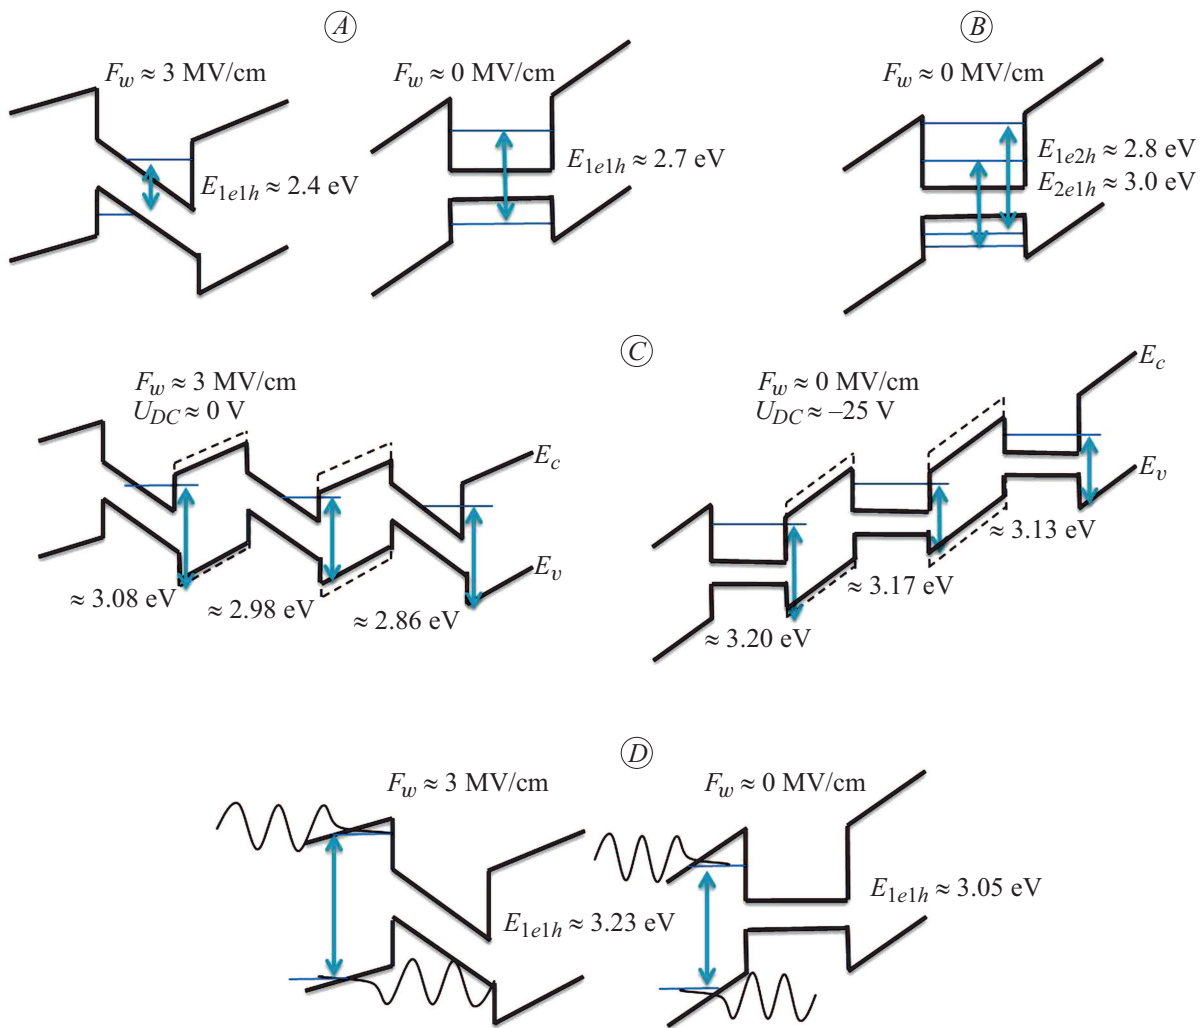 A
B
F_w ≈ 3 MV/cm
F_w ≈ 0 MV/cm
F_w ≈ 0 MV/cm
E_1e1h ≈ 2.4 eV
E_1e1h ≈ 2.7 eV
E_1e2h ≈ 2.8 eV
E_2e1h ≈ 3.0 eV
C
F_w ≈ 3 MV/cm
U_DC ≈ 0 V
F_w ≈ 0 MV/cm
U_DC ≈ –25 V
E_c
E_v
E_c
E_v
≈ 3.08 eV
≈ 2.98 eV
≈ 2.86 eV
≈ 3.20 eV
≈ 3.17 eV
≈ 3.13 eV
D
F_w ≈ 3 MV/cm
F_w ≈ 0 MV/cm
E_1e1h ≈ 3.23 eV
E_1e1h ≈ 3.05 eV